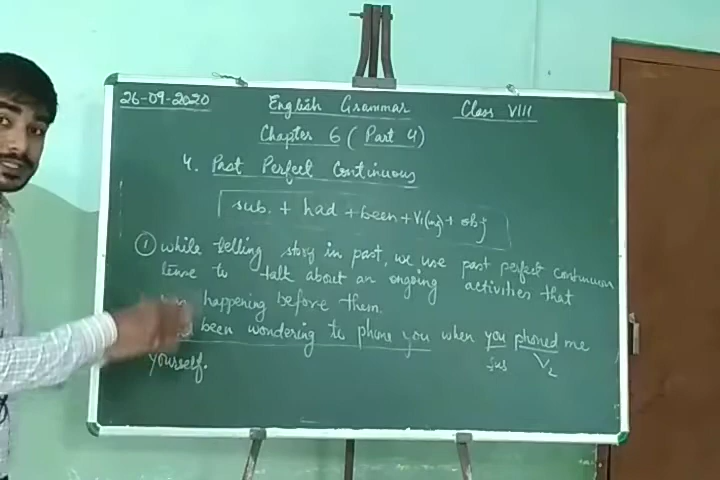 26-09-2020 English Grammar Class VIII
Chapter 6 (Part 4)
4. Past Perfect Continuous
sub. + had + been + V1(ing) + obj
① while telling story in past, we use past perfect continuous
tense to talk about an ongoing activities that
happening before them.
been wondering to phone you when you phoned me
sub V2
yourself.